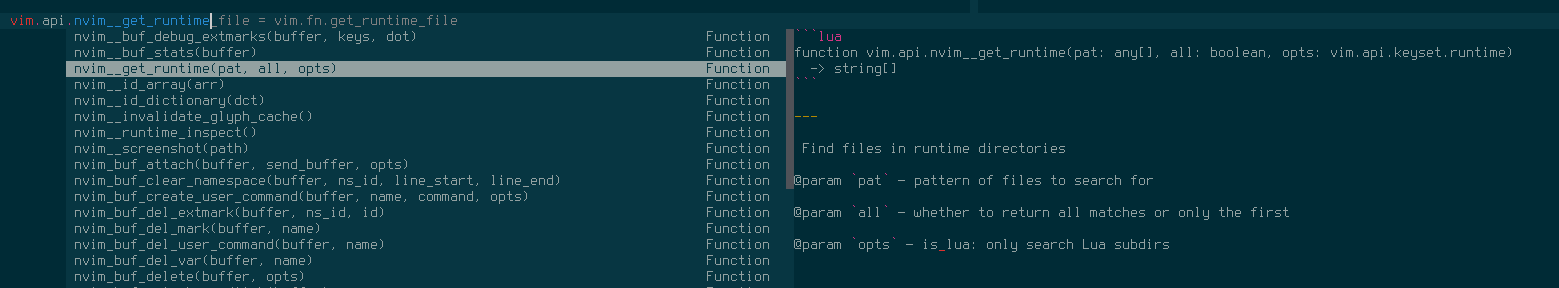 vim.api.nvim__get_runtime_file = vim.fn.get_runtime_file
nvim__buf_debug_extmarks(buffer, keys, dot) Function
nvim__buf_stats(buffer) Function
nvim__get_runtime(pat, all, opts) Function
nvim__id_array(arr) Function
nvim__id_dictionary(dct) Function
nvim__invalidate_glyph_cache() Function
nvim__runtime_inspect() Function
nvim__screenshot(path) Function
nvim_buf_attach(buffer, send_buffer, opts) Function
nvim_buf_clear_namespace(buffer, ns_id, line_start, line_end) Function
nvim_buf_create_user_command(buffer, name, command, opts) Function
nvim_buf_del_extmark(buffer, ns_id, id) Function
nvim_buf_del_mark(buffer, name) Function
nvim_buf_del_user_command(buffer, name) Function
nvim_buf_del_var(buffer, name) Function
nvim_buf_delete(buffer, opts) Function
```lua
function vim.api.nvim__get_runtime(pat: any[], all: boolean, opts: vim.api.keyset.runtime)
-> string[]
```
---
Find files in runtime directories
@param `pat` — pattern of files to search for
@param `all` — whether to return all matches or only the first
@param `opts` — is_lua: only search Lua subdirs